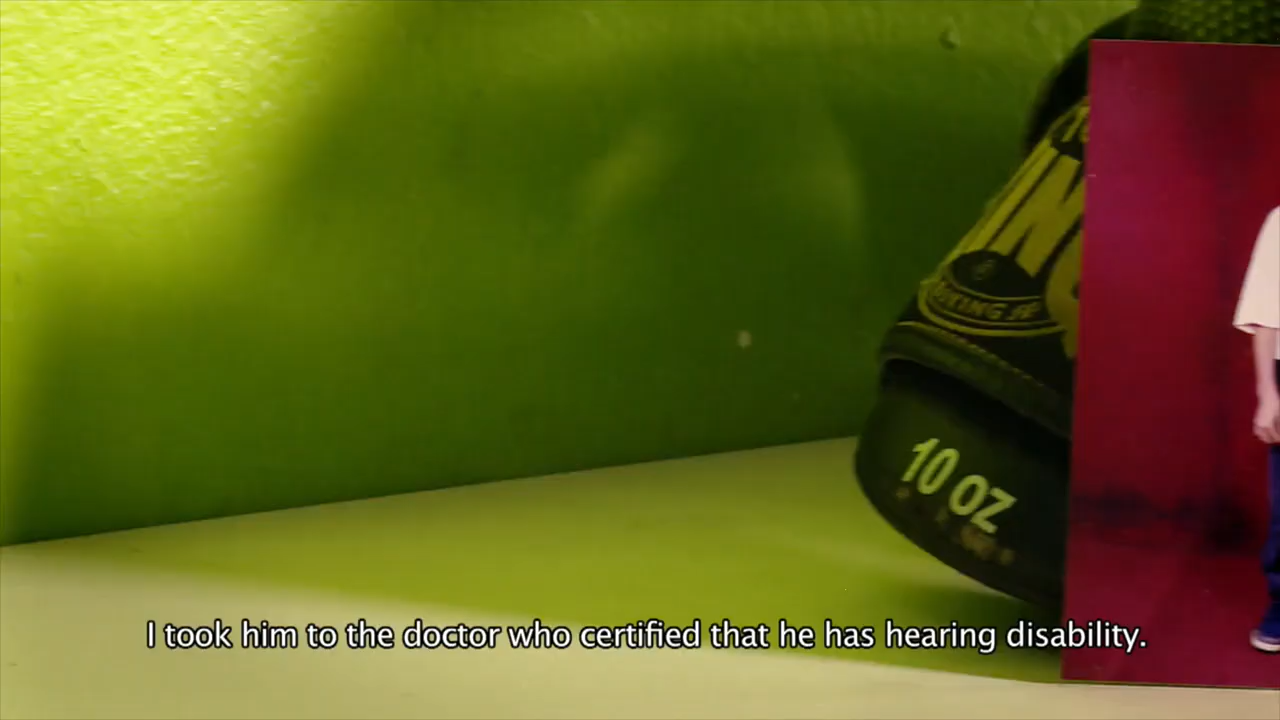 10 OZ
I took him to the doctor who certified that he has hearing disability.